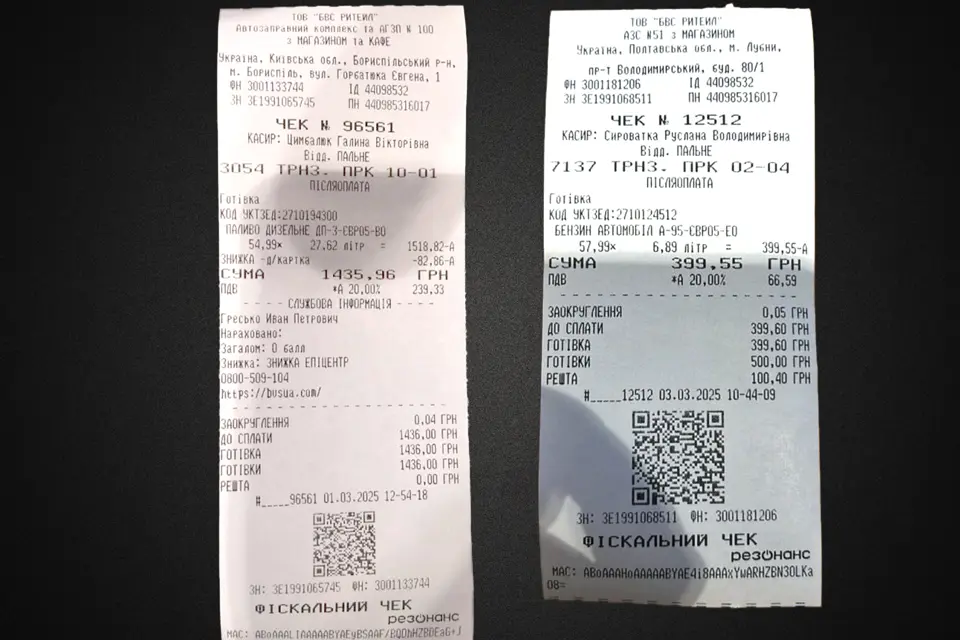 ТОВ "БВС РИТЕЙЛ"
Автозаправний комплекс та АГЗП N 100
з МАГАЗИНОМ та КАФЕ
Україна, Київська обл., Бориспільський р-н,
м. Бориспіль, вул. Горбатюка Євгена, 1
ФН 3001133744 ІД 44098532
ЗН ЗЕ1991065745 ПН 440985316017
ЧЕК № 96561
КАСИР: Цимбалюк Галина Вікторівна
Відд. ПАЛЬНЕ
3054 ТРНЗ. ПРК 10-01
ПІСЛЯОПЛАТА
Готівка
КОД УКТЗЕД:2710194300
ПАЛИВО ДИЗЕЛЬНЕ ДП-З-ЄВРО5-В0
54,99× 27.62 літр = 1518,82-А
ЗНИЖКА -д/картка -82,86-А
СУМА 1435,96 ГРН
ПДВ *А 20,00% 239,33
- - - - СЛУЖБОВА ІНФОРМАЦІЯ - - - -
Гресько Иван Петрович
Нараховано:
Загалом: 0 балл
Знижка: ЗНИЖКА ЕПІЦЕНТР
0800-509-104
https://bvsua.com/
ЗАОКРУГЛЕННЯ 0,04 ГРН
ДО СПЛАТИ 1436,00 ГРН
ГОТІВКА 1436,00 ГРН
ГОТІВКИ 1436,00 ГРН
РЕШТА 0,00 ГРН
#_____96561 01.03.2025 12-54-18
ЗН: ЗЕ1991065745 ФН: 3001133744
ФІСКАЛЬНИЙ ЧЕК
резонанс
ТОВ "БВС РИТЕЙЛ"
АЗС N51 з МАГАЗИНОМ
Україна, Полтавська обл., м. Лубни,
пр-т Володимирський, буд. 80/1
ФН 3001181206 ІД 44098532
ЗН ЗЕ1991068511 ПН 440985316017
ЧЕК № 12512
КАСИР: Сироватка Руслана Володимирівна
Відд. ПАЛЬНЕ
7137 ТРНЗ. ПРК 02-04
ПІСЛЯОПЛАТА
Готівка
КОД УКТЗЕД:2710124512
БЕНЗИН АВТОМОБІЛ А-95-ЄВРО5-Е0
57,99× 6,89 літр = 399,55-А
СУМА 399,55 ГРН
ПДВ *А 20,00% 66,59
ЗАОКРУГЛЕННЯ 0,05 ГРН
ДО СПЛАТИ 399,60 ГРН
ГОТІВКА 399,60 ГРН
ГОТІВКИ 500,00 ГРН
РЕШТА 100,40 ГРН
#_____12512 03.03.2025 10-44-09
ЗН: ЗЕ1991068511 ФН: 3001181206
ФІСКАЛЬНИЙ ЧЕК
резонанс
МАС:
08=